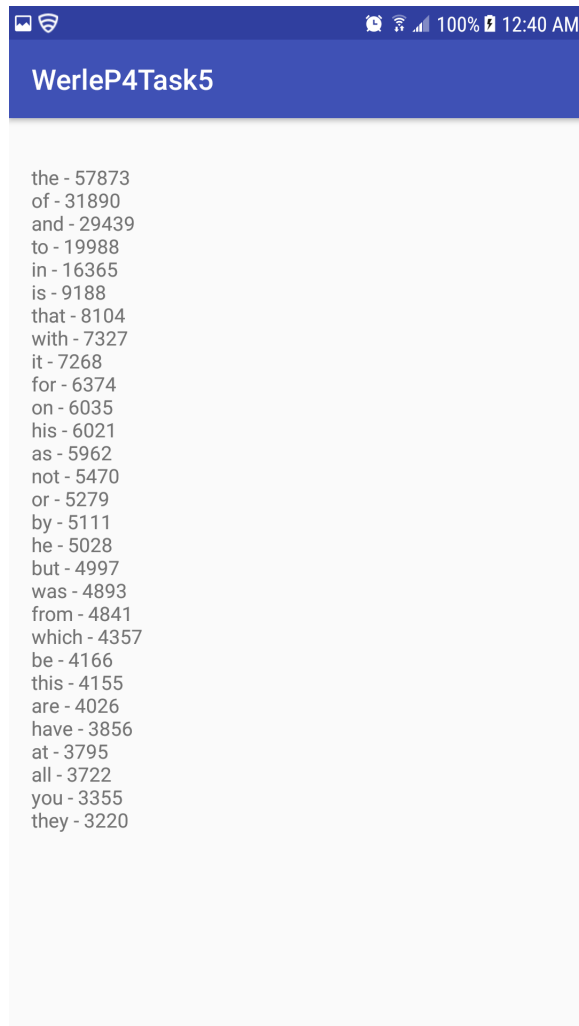 100% 12:40 AM
WerleP4Task5
the - 57873
of - 31890
and - 29439
to - 19988
in - 16365
is - 9188
that - 8104
with - 7327
it - 7268
for - 6374
on - 6035
his - 6021
as - 5962
not - 5470
or - 5279
by - 5111
he - 5028
but - 4997
was - 4893
from - 4841
which - 4357
be - 4166
this - 4155
are - 4026
have - 3856
at - 3795
all - 3722
you - 3355
they - 3220